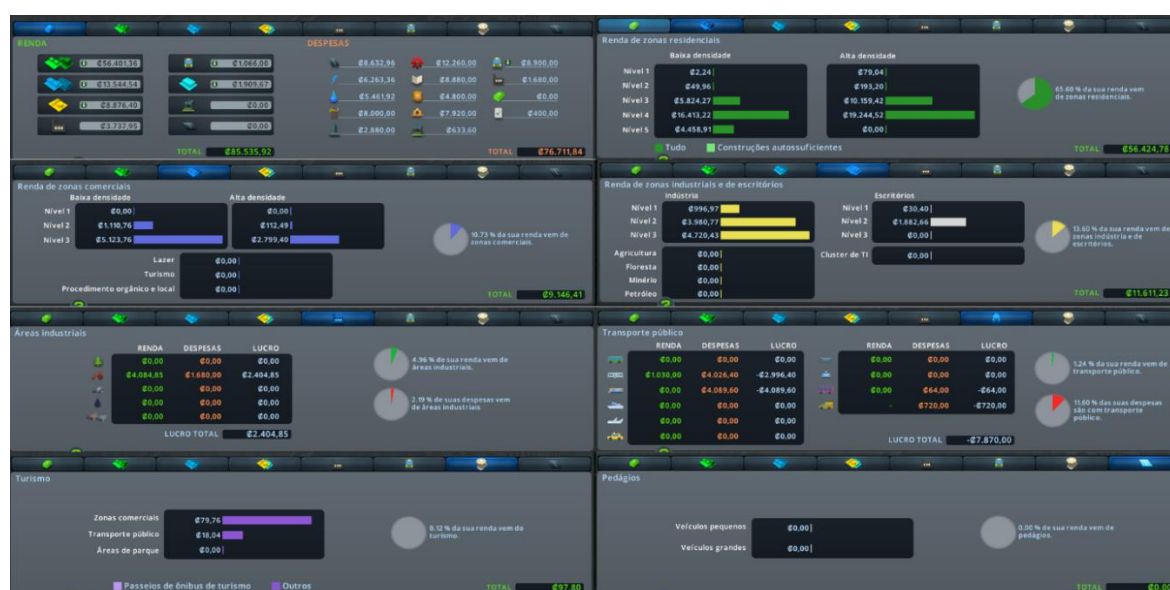 RENDA DESPESAS
₡56.401,36 ₡1.066,00 ₡8.632,96 ₡12.260,00 ₡8.900,00
₡13.544,54 ₡1.909,67 ₡6.263,36 ₡8.880,00 ₡1.680,00
₡8.876,40 ₡0,00 ₡5.461,92 ₡4.800,00 ₡0,00
₡3.737,95 ₡0,00 ₡8.000,00 ₡7.920,00 ₡400,00
₡2.880,00 ₡633,60
TOTAL ₡85.535,92 TOTAL ₡76.711,84
Renda de zonas residenciais
Baixa densidade Alta densidade
Nível 1 ₡2,24 ₡79,04
Nível 2 ₡49,96 ₡193,20
Nível 3 ₡5.824,27 ₡10.159,42
Nível 4 ₡16.413,22 ₡19.244,52
Nível 5 ₡4.458,91 ₡0,00
65.60 % da sua renda vem
de zonas residenciais.
Tudo Construções autossuficientes
TOTAL ₡56.424,78
Renda de zonas comerciais
Baixa densidade Alta densidade
Nível 1 ₡0,00 ₡0,00
Nível 2 ₡1.110,76 ₡112,49
Nível 3 ₡5.123,76 ₡2.799,40
Lazer ₡0,00
Turismo ₡0,00
Procedimento orgânico e local ₡0,00
10.73 % da sua renda vem de
zonas comerciais.
TOTAL ₡9.146,41
Renda de zonas industriais e de escritórios
Indústria Escritórios
Nível 1 ₡996,97 Nível 1 ₡30,40
Nível 2 ₡3.980,77 Nível 2 ₡1.882,66
Nível 3 ₡4.720,43 Nível 3 ₡0,00
Agricultura ₡0,00 Cluster de TI ₡0,00
Floresta ₡0,00
Minério ₡0,00
Petróleo ₡0,00
13.60 % da sua renda vem de
zonas indústria e de
escritórios.
TOTAL ₡11.611,23
Áreas industriais
RENDA DESPESAS LUCRO
₡0,00 ₡0,00 ₡0,00
₡4.084,85 ₡1.680,00 ₡2.404,85
₡0,00 ₡0,00 ₡0,00
₡0,00 ₡0,00 ₡0,00
₡0,00 ₡0,00 ₡0,00
LUCRO TOTAL ₡2.404,85
4.96 % de sua renda vem de
áreas industriais.
2.19 % de suas despesas vem
de áreas industriais
Transporte público
RENDA DESPESAS LUCRO RENDA DESPESAS LUCRO
₡0,00 ₡0,00 ₡0,00 ₡0,00 ₡0,00 ₡0,00
₡1.030,00 ₡4.026,40 -₡2.996,40 ₡0,00 ₡0,00 ₡0,00
₡0,00 ₡4.089,60 -₡4.089,60 ₡0,00 ₡64,00 -₡64,00
₡0,00 ₡0,00 ₡0,00 - ₡720,00 -₡720,00
₡0,00 ₡0,00 ₡0,00
₡0,00 ₡0,00 ₡0,00
LUCRO TOTAL -₡7.870,00
1.24 % da sua renda vem de
transporte público.
11.60 % das suas despesas
são com transporte
público.
Turismo
Zonas comerciais ₡79,76
Transporte público ₡18,04
Áreas de parque ₡0,00
0.12 % da sua renda vem do
turismo.
Passeios de ônibus de turismo Outros
TOTAL ₡97,80
Pedágios
Veículos pequenos ₡0,00
Veículos grandes ₡0,00
0.00 % de sua renda vem de
pedágios.
TOTAL ₡0,00